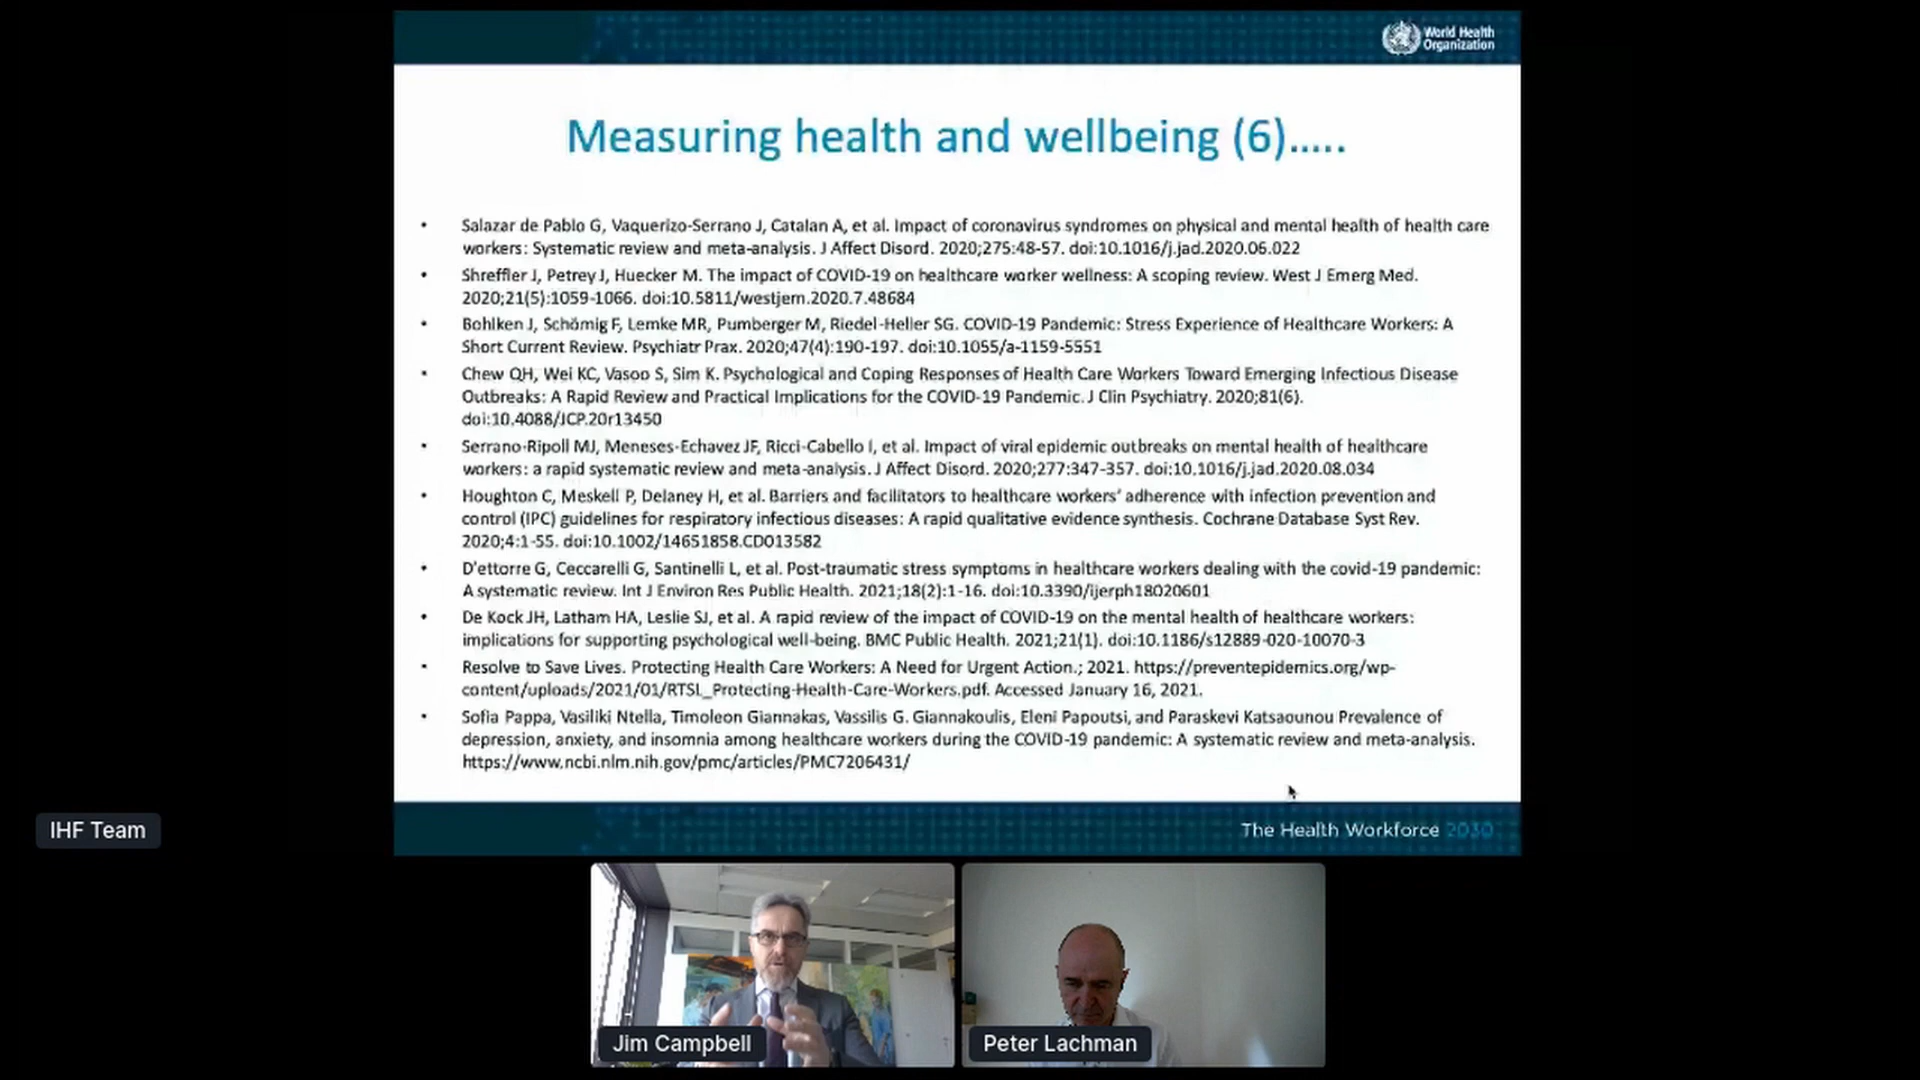 World Health
Organization
Measuring health and wellbeing (6)…..
• Salazar de Pablo G, Vaquerizo-Serrano J, Catalan A, et al. Impact of coronavirus syndromes on physical and mental health of health care
workers: Systematic review and meta-analysis. J Affect Disord. 2020;275:48-57. doi:10.1016/j.jad.2020.06.022
• Shreffler J, Petrey J, Huecker M. The impact of COVID-19 on healthcare worker wellness: A scoping review. West J Emerg Med.
2020;21(5):1059-1066. doi:10.5811/westjem.2020.7.48684
• Bohlken J, Schömig F, Lemke MR, Pumberger M, Riedel-Heller SG. COVID-19 Pandemic: Stress Experience of Healthcare Workers: A
Short Current Review. Psychiatr Prax. 2020;47(4):190-197. doi:10.1055/a-1159-5551
• Chew QH, Wei KC, Vasoo S, Sim K. Psychological and Coping Responses of Health Care Workers Toward Emerging Infectious Disease
Outbreaks: A Rapid Review and Practical Implications for the COVID-19 Pandemic. J Clin Psychiatry. 2020;81(6).
doi:10.4088/JCP.20r13450
• Serrano-Ripoll MJ, Meneses-Echavez JF, Ricci-Cabello I, et al. Impact of viral epidemic outbreaks on mental health of healthcare
workers: a rapid systematic review and meta-analysis. J Affect Disord. 2020;277:347-357. doi:10.1016/j.jad.2020.08.034
• Houghton C, Meskell P, Delaney H, et al. Barriers and facilitators to healthcare workers' adherence with infection prevention and
control (IPC) guidelines for respiratory infectious diseases: A rapid qualitative evidence synthesis. Cochrane Database Syst Rev.
2020;4:1-55. doi:10.1002/14651858.CD013582
• D'ettorre G, Ceccarelli G, Santinelli L, et al. Post-traumatic stress symptoms in healthcare workers dealing with the covid-19 pandemic:
A systematic review. Int J Environ Res Public Health. 2021;18(2):1-16. doi:10.3390/ijerph18020601
• De Kock JH, Latham HA, Leslie SJ, et al. A rapid review of the impact of COVID-19 on the mental health of healthcare workers:
implications for supporting psychological well-being. BMC Public Health. 2021;21(1). doi:10.1186/s12889-020-10070-3
• Resolve to Save Lives. Protecting Health Care Workers: A Need for Urgent Action.; 2021. https://preventepidemics.org/wp-
content/uploads/2021/01/RTSL_Protecting-Health-Care-Workers.pdf. Accessed January 16, 2021.
• Sofia Pappa, Vasiliki Ntella, Timoleon Giannakas, Vassilis G. Giannakoulis, Eleni Papoutsi, and Paraskevi Katsaounou Prevalence of
depression, anxiety, and insomnia among healthcare workers during the COVID-19 pandemic: A systematic review and meta-analysis.
https://www.ncbi.nlm.nih.gov/pmc/articles/PMC7206431/
The Health Workforce 2030
IHF Team
Jim Campbell
Peter Lachman